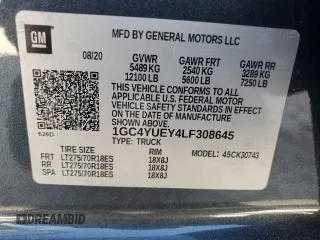 GM
MFD BY GENERAL MOTORS LLC
08/20 GVWR GAWR FRT GAWR RR
5489 KG 2540 KG 3289 KG
12100 LB 5600 LB 7250 LB
THIS VEHICLE CONFORMS TO ALL APPLICABLE U.S. FEDERAL MOTOR VEHICLE SAFETY STANDARDS IN EFFECT ON THE DATE OF MANUFACTURE SHOWN ABOVE.
1GC4YUEY4LF308645
626D TYPE: TRUCK
TIRE SIZE RIM MODEL: 45CK30743
FRT LT275/70R18ES 18X8J
RR LT275/70R18ES 18X8J
SPA LT275/70R18ES 18X8J
DREAMBID